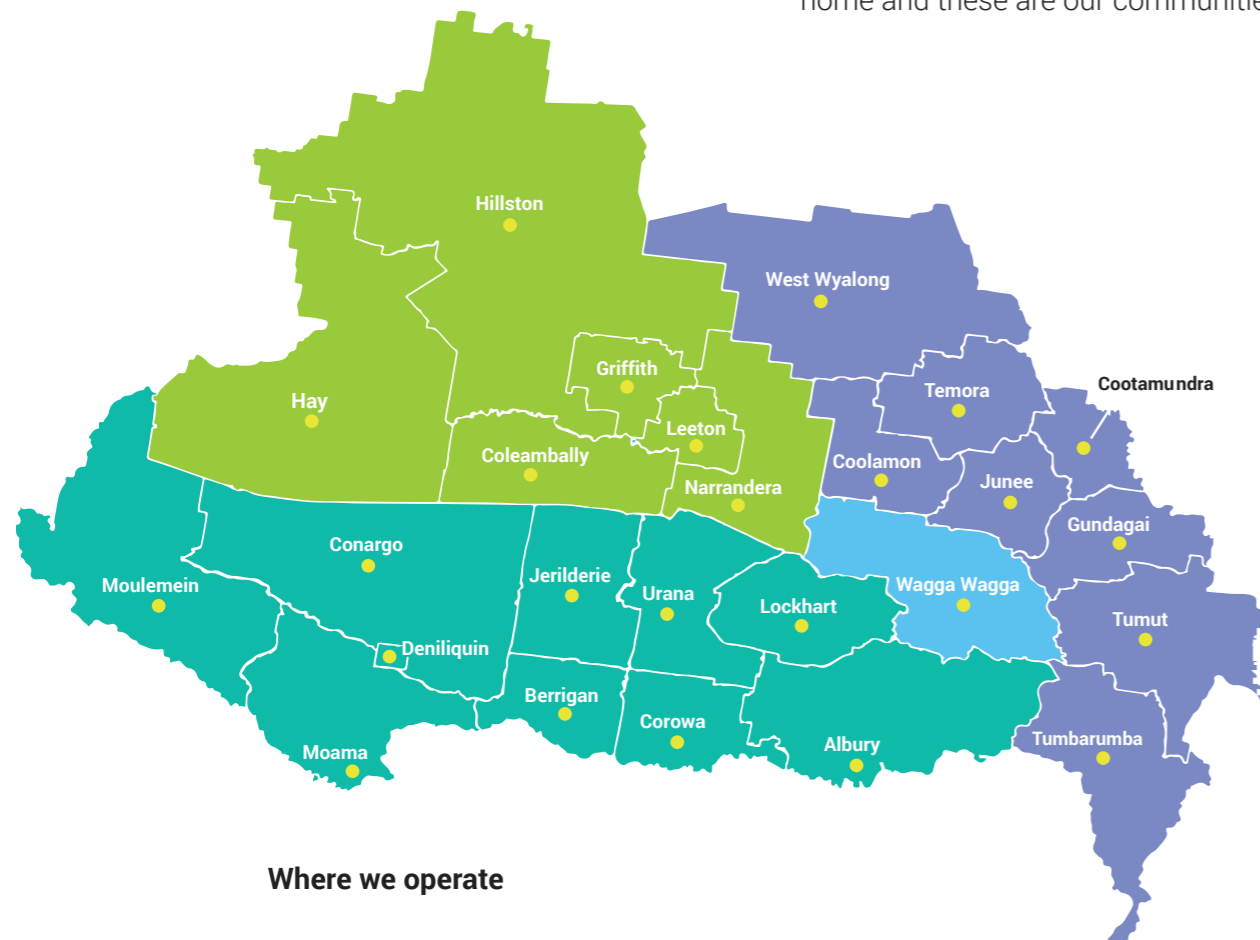 home and these are our communitie
Hillston
West Wyalong
Griffith
Temora
Cootamundra
Hay
Leeton
Coleambally
Coolamon
Junee
Narrandera
Gundagai
Conargo
Jerilderie
Moulemein
Urana
Wagga Wagga
Lockhart
Tumut
Deniliquin
Berrigan
Corowa
Tumbarumba
Albury
Moama
Where we operate